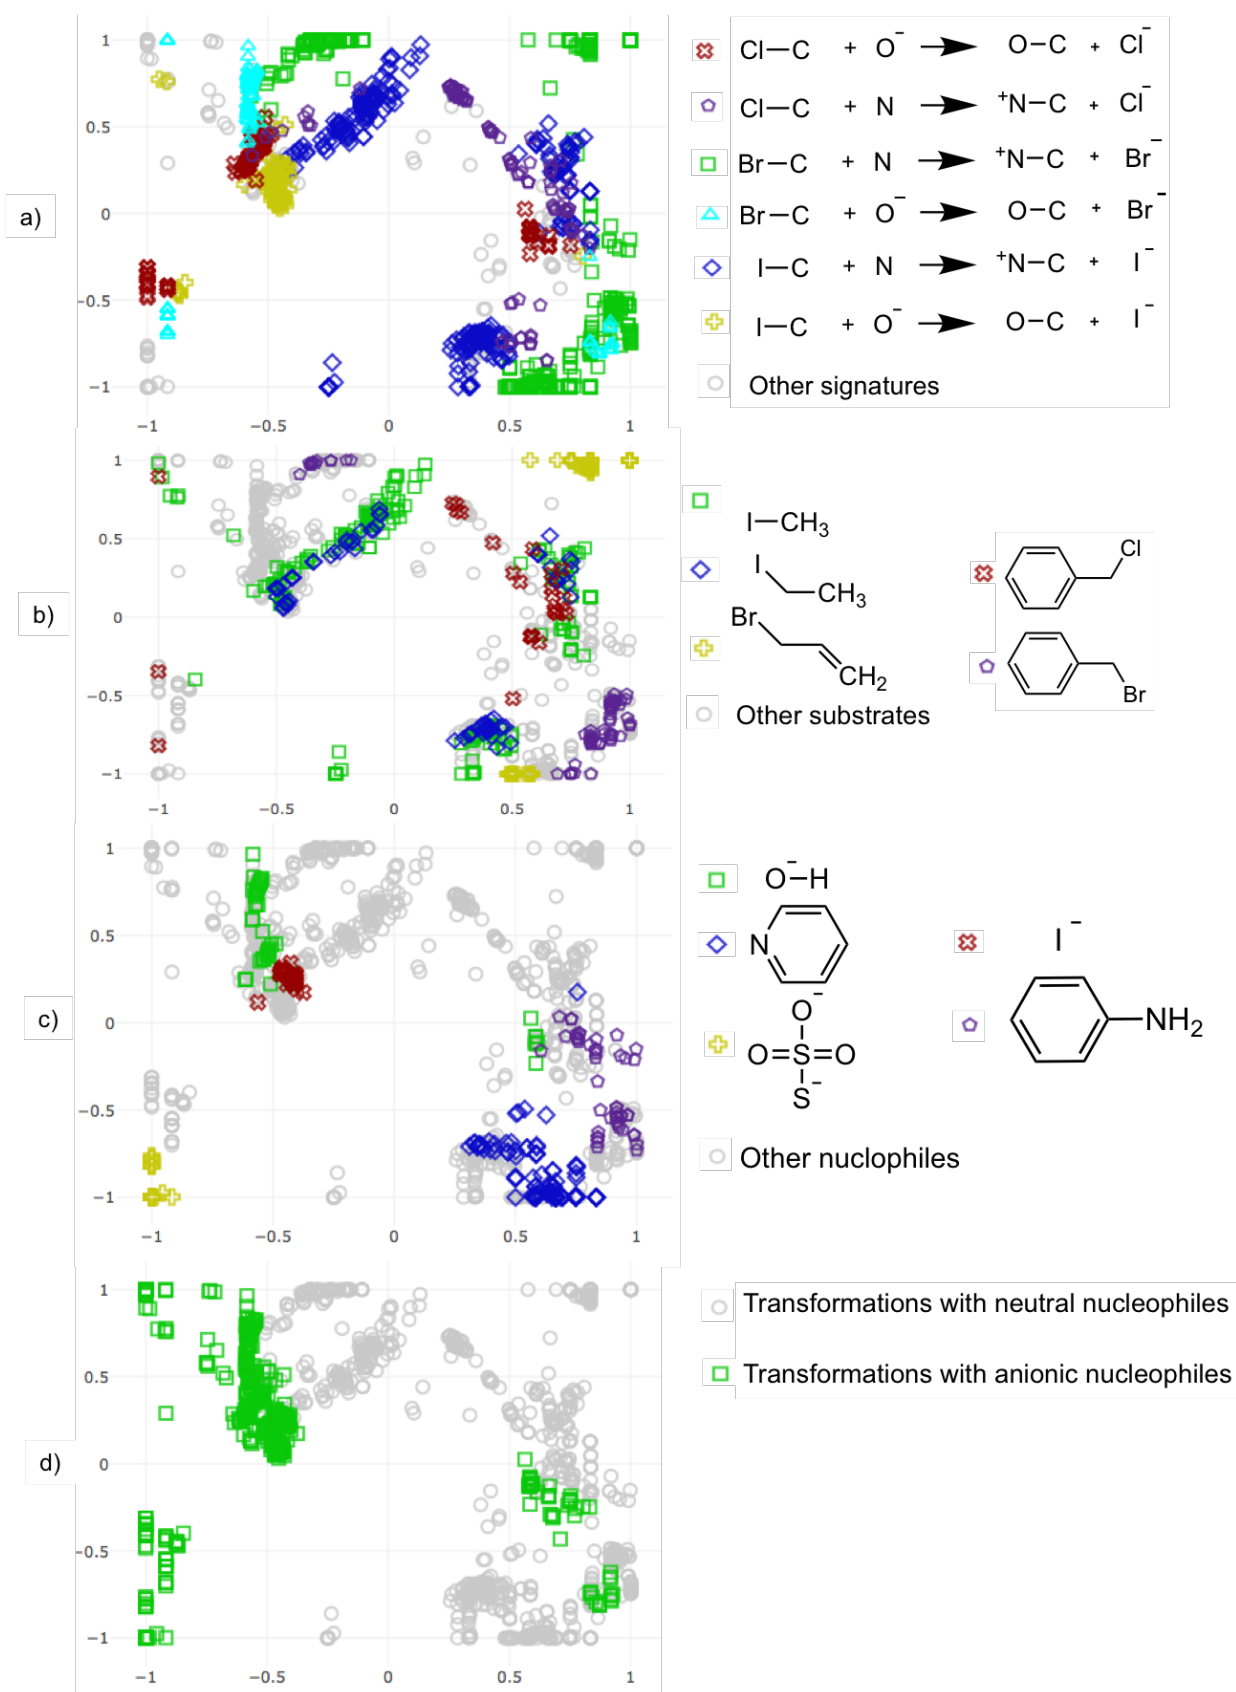 a)
1
0.5
0
−0.5
−1
−1 −0.5 0 0.5 1
Cl–C + O⁻ → O–C + Cl⁻
Cl–C + N → ⁺N–C + Cl⁻
Br–C + N → ⁺N–C + Br⁻
Br–C + O⁻ → O–C + Br⁻
I–C + N → ⁺N–C + I⁻
I–C + O⁻ → O–C + I⁻
Other signatures
b)
1
0.5
0
−0.5
−1
−1 −0.5 0 0.5 1
I–CH₃
I
CH₃
Br
CH₂
Other substrates
Cl
Br
c)
1
0.5
0
−0.5
−1
−1 −0.5 0 0.5 1
O⁻–H
N
O⁻
O=S=O
S⁻
Other nuclophiles
I⁻
NH₂
d)
1
0.5
0
−0.5
−1
−1 −0.5 0 0.5 1
Transformations with neutral nucleophiles
Transformations with anionic nucleophiles